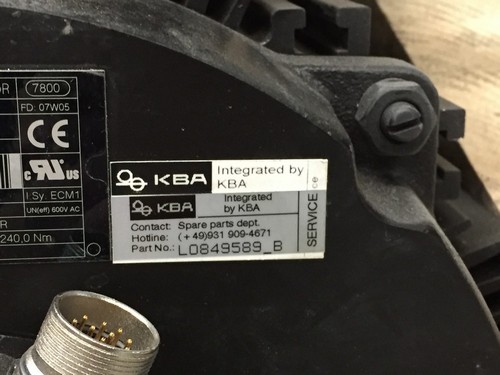 OR 7800
FD. 07W05
CE
c UL US
I.Sy. ECM1
UN(eff) 600V AC
R
240,0 Nm
KBA Integrated by
KBA
KBA Integrated
by KBA
Contact: Spare parts dept.
Hotline: (+49)931 909-4671
Part No.: L0849589_B
SERVICE